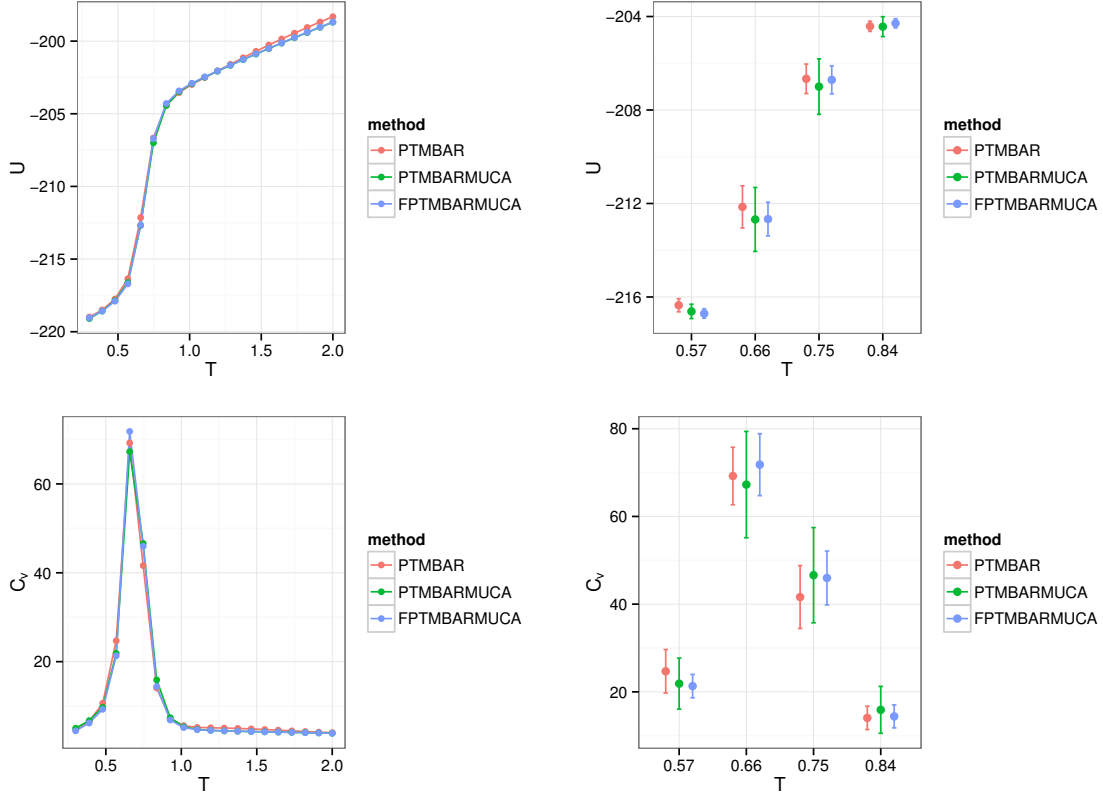 −200
−205
−210
−215
−220
U
0.5
1.0
1.5
2.0
T
method
PTMBAR
PTMBARMUCA
FPTMBARMUCA
−204
−208
−212
−216
U
0.57
0.66
0.75
0.84
T
method
PTMBAR
PTMBARMUCA
FPTMBARMUCA
60
40
20
Cv
0.5
1.0
1.5
2.0
T
method
PTMBAR
PTMBARMUCA
FPTMBARMUCA
80
60
40
20
Cv
0.57
0.66
0.75
0.84
T
method
PTMBAR
PTMBARMUCA
FPTMBARMUCA